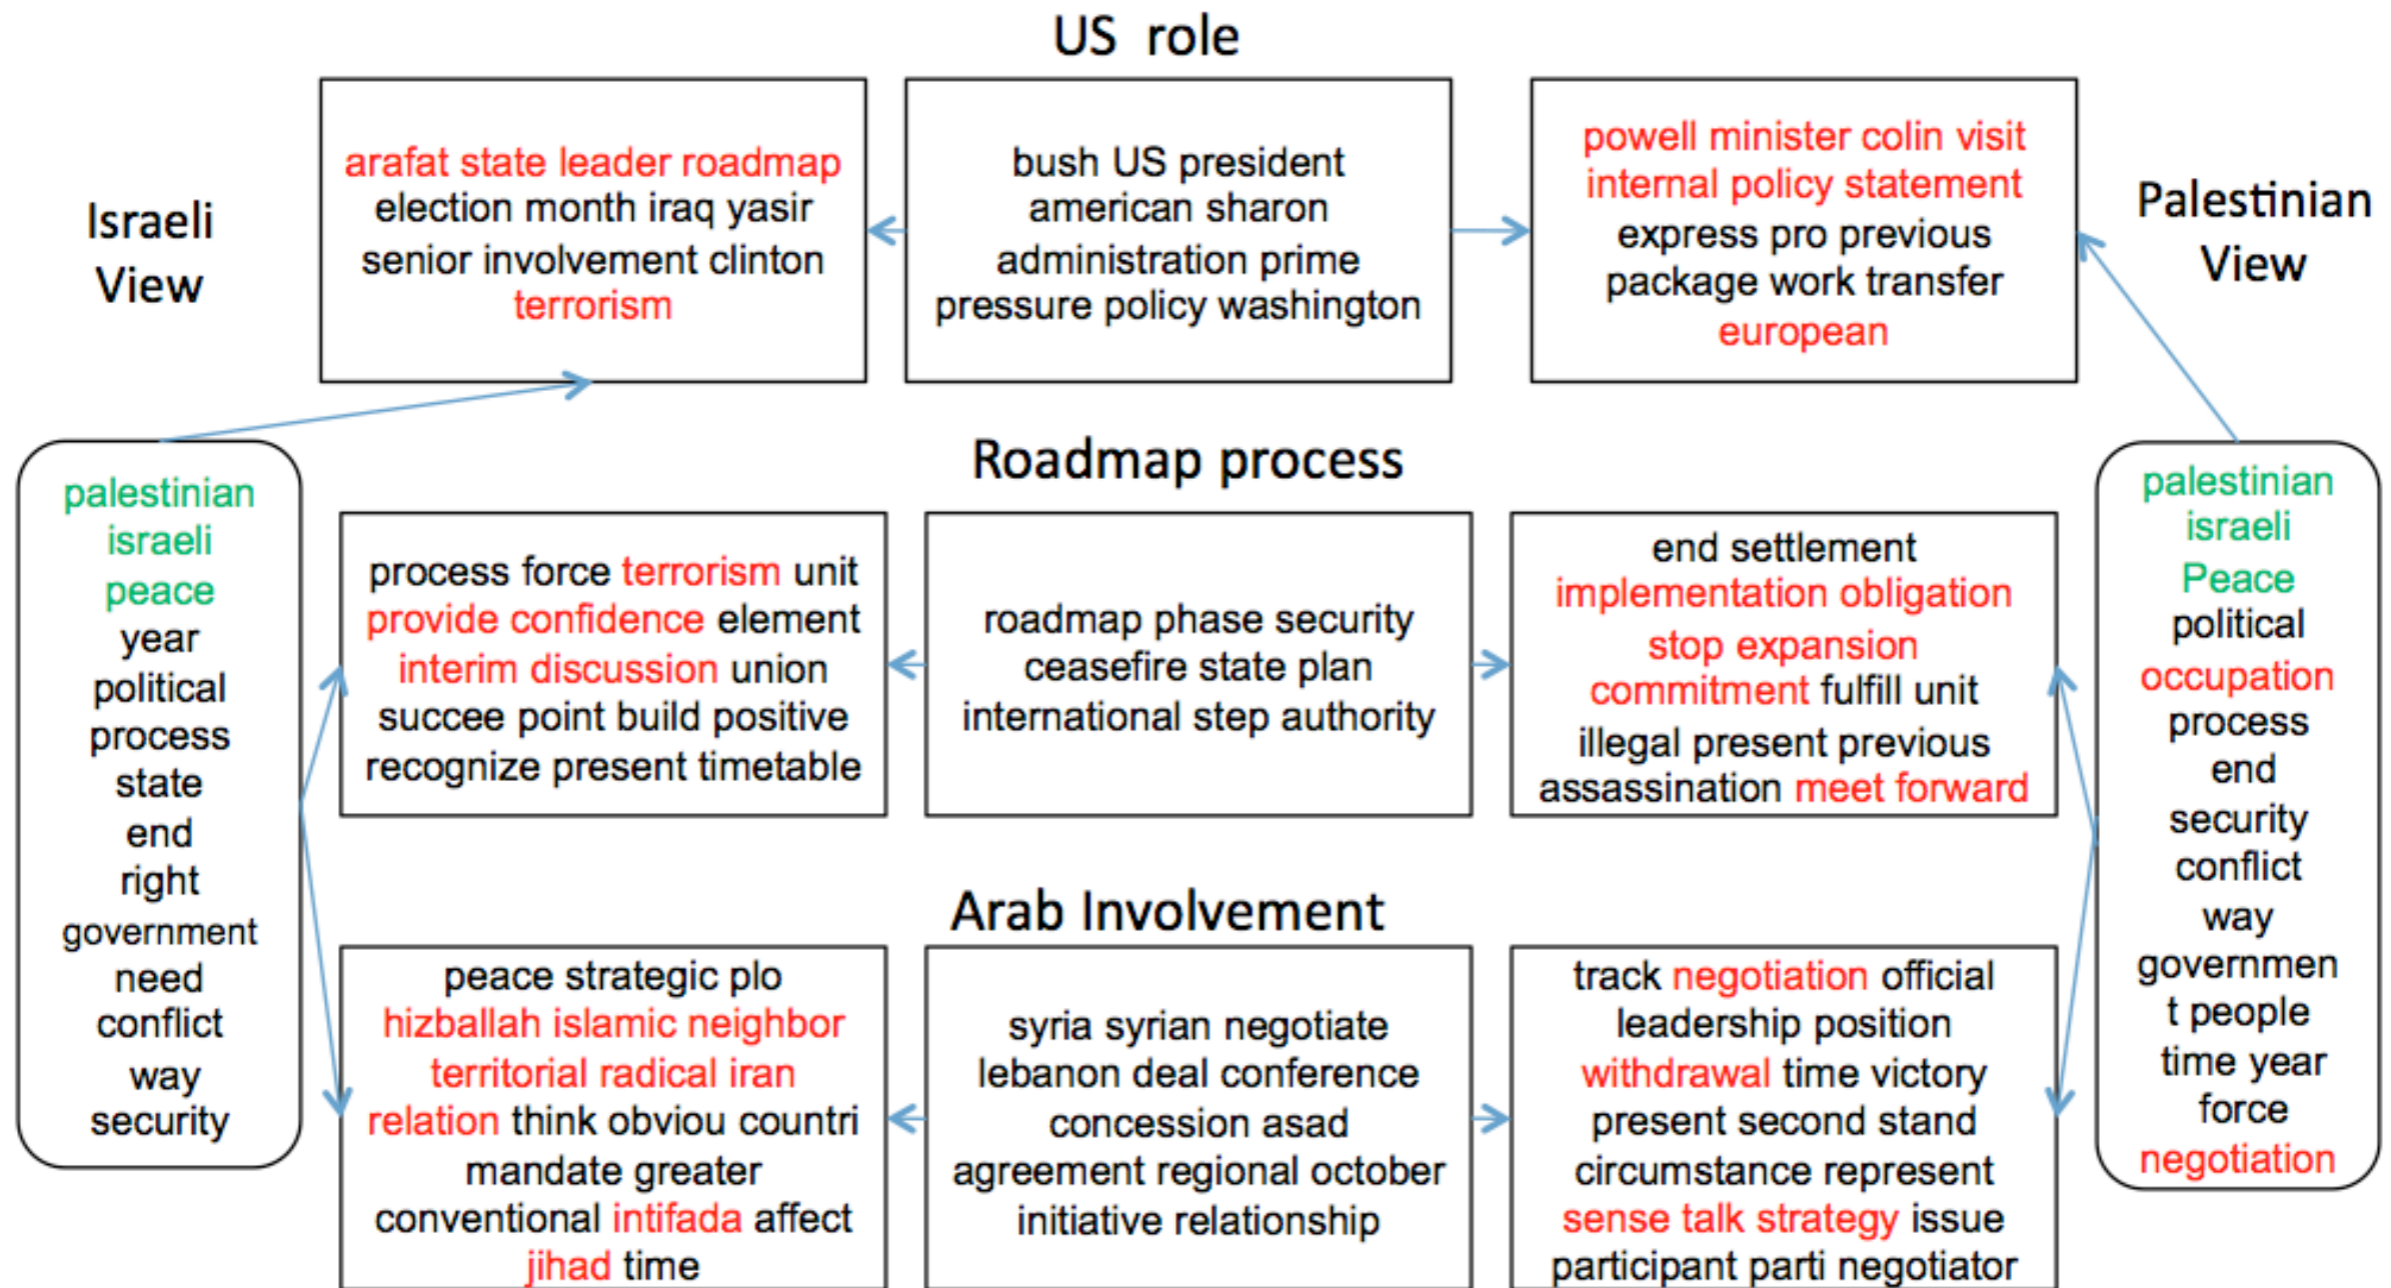 US role
Israeli
View
arafat state leader roadmap
election month iraq yasir
senior involvement clinton
terrorism
bush US president
american sharon
administration prime
pressure policy washington
powell minister colin visit
internal policy statement
express pro previous
package work transfer
european
Palestinian
View
palestinian
israeli
peace
year
political
process
state
end
right
government
need
conflict
way
security
Roadmap process
process force terrorism unit
provide confidence element
interim discussion union
succee point build positive
recognize present timetable
roadmap phase security
ceasefire state plan
international step authority
end settlement
implementation obligation
stop expansion
commitment fulfill unit
illegal present previous
assassination meet forward
Arab Involvement
peace strategic plo
hizballah islamic neighbor
territorial radical iran
relation think obviou countri
mandate greater
conventional intifada affect
jihad time
syria syrian negotiate
lebanon deal conference
concession asad
agreement regional october
initiative relationship
track negotiation official
leadership position
withdrawal time victory
present second stand
circumstance represent
sense talk strategy issue
participant parti negotiator
palestinian
israeli
Peace
political
occupation
process
end
security
conflict
way
governmen
t people
time year
force
negotiation